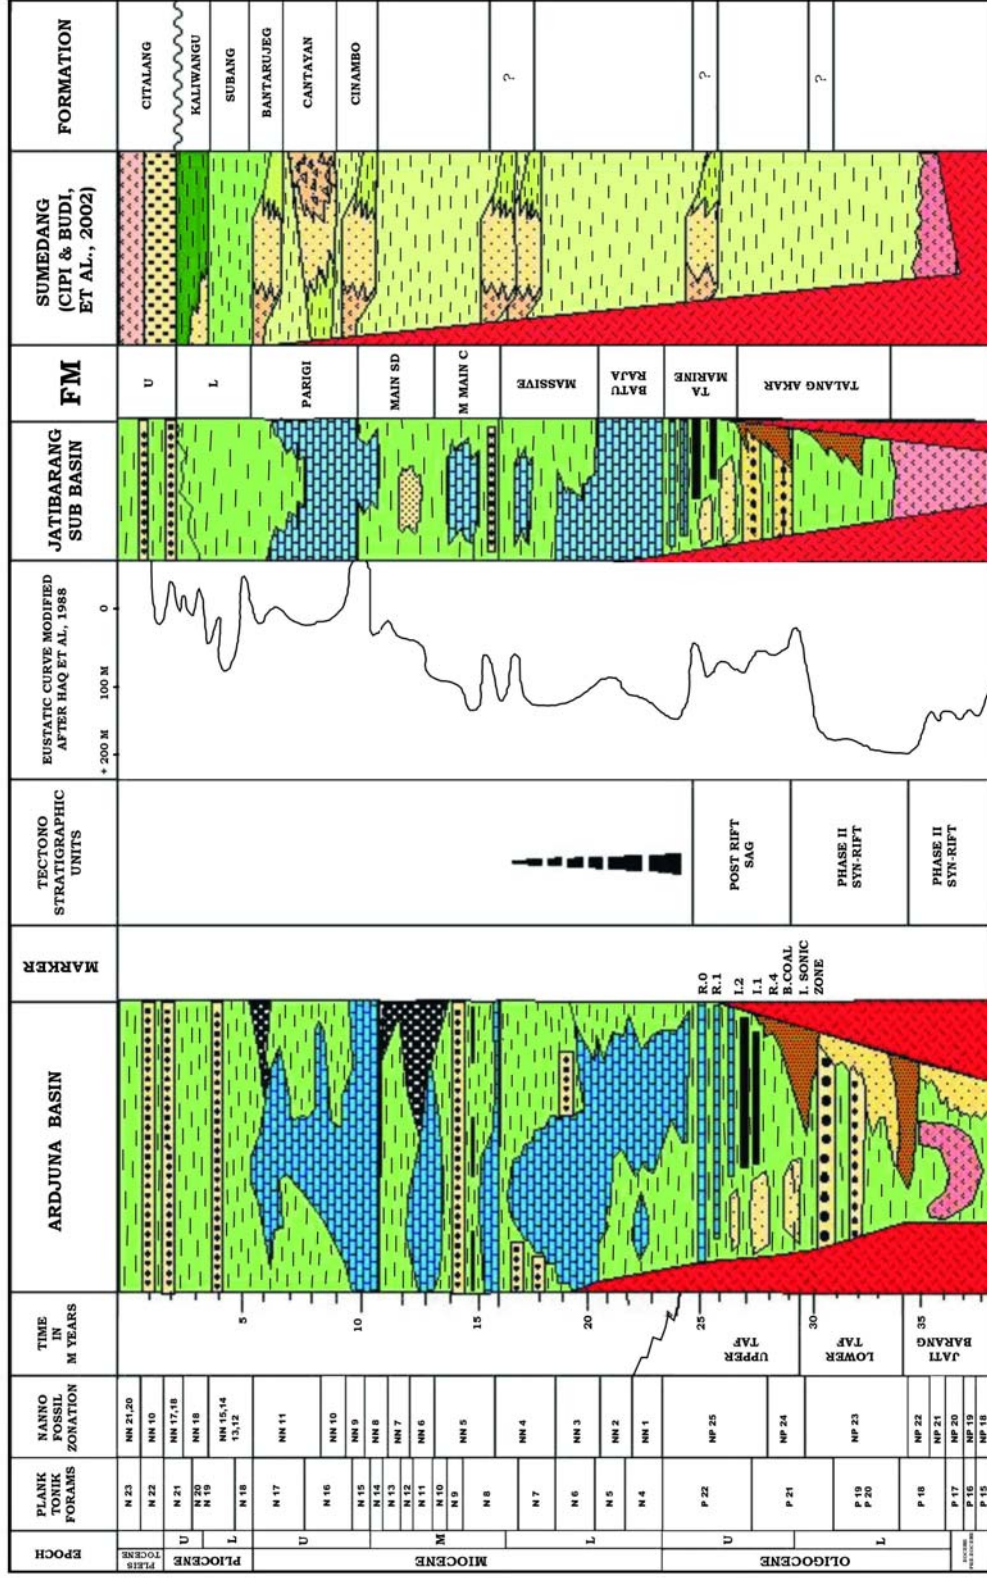 EPOCH
PLEIS
TOCENE
PLIOCENE
U
L
MIOCENE
U
M
L
OLIGOCENE
U
L
PLANK
TONIK
FORAMS
N 23
N 22
N 21
N 20
N 19
N 18
N 17
N 16
N 15
N 14
N 13
N 12
N 11
N 10
N 9
N 8
N 7
N 6
N 5
N 4
P 22
P 21
P 19
P 20
P 18
P 17
P 16
P 15
NANNO
FOSSIL
ZONATION
NN 21,20
NN 10
NN 17,18
NN 18
NN 15,14
13,12
NN 11
NN 10
NN 9
NN 8
NN 7
NN 6
NN 5
NN 4
NN 3
NN 2
NN 1
NP 25
NP 24
NP 23
NP 22
NP 21
NP 20
NP 19
NP 18
TIME
IN
M YEARS
5
10
15
20
25
30
35
UPPER
TAF
LOWER
TAF
JATI
BARANG
ARDJUNA BASIN
MARKER
R.0
R.1
I.2
I.1
R.4
B.COAL
I. SONIC
ZONE
TECTONO
STRATIGRAPHIC
UNITS
POST RIFT
SAG
PHASE II
SYN-RIFT
PHASE II
SYN-RIFT
EUSTATIC CURVE MODIFIED
AFTER HAQ ET AL, 1988
+ 200 M
100 M
0
JATIBARANG
SUB BASIN
FM
U
L
PARIGI
MAIN SD
M MAIN C
MASSIVE
BATU
RAJA
TA
MARINE
TALANG AKAR
SUMEDANG
(CIPI & BUDI,
ET AL., 2002)
FORMATION
CITALANG
KALIWANGU
SUBANG
BANTARUJEG
CANTAYAN
CINAMBO
?
?
?